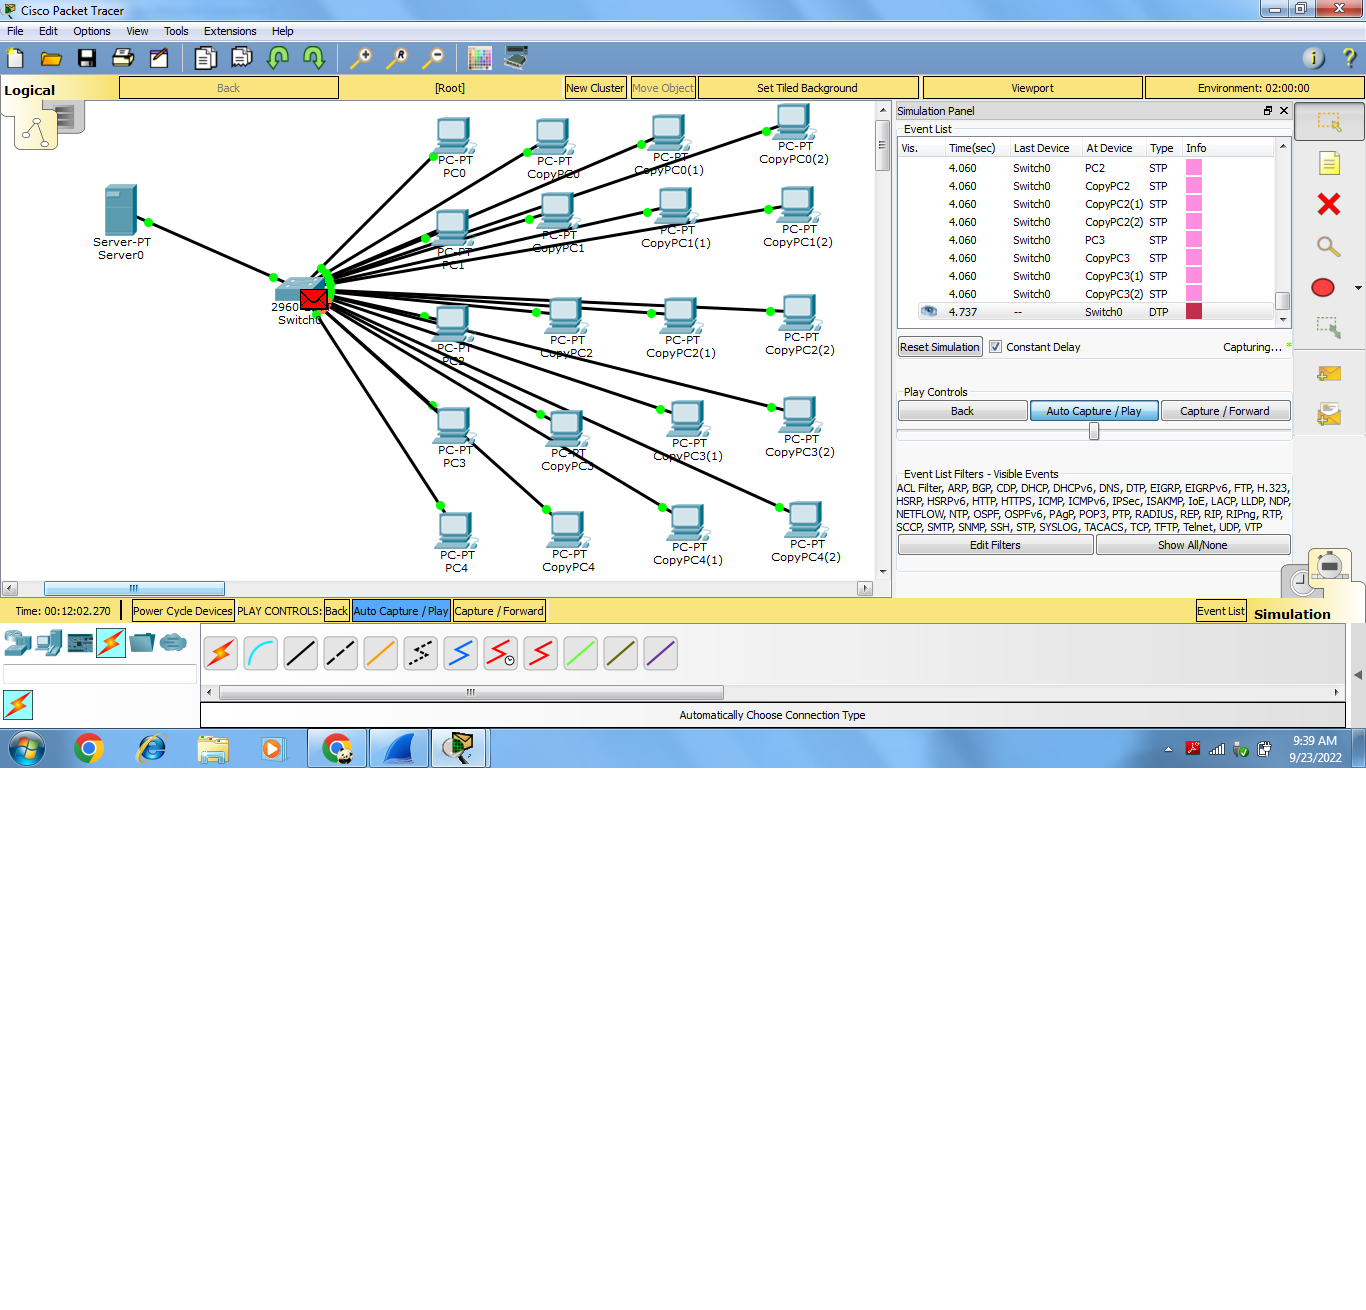 Cisco Packet Tracer
File Edit Options View Tools Extensions Help
Logical Back [Root] New Cluster Move Object Set Tiled Background Viewport Environment: 02:00:00
PC-PT
PC0
PC-PT
CopyPC0
PC-PT
CopyPC0(1)
PC-PT
CopyPC0(2)
Server-PT
Server0
PC-PT
PC1
PC-PT
CopyPC1
PC-PT
CopyPC1(1)
PC-PT
CopyPC1(2)
2960
Switch0
PC-PT
PC2
PC-PT
CopyPC2
PC-PT
CopyPC2(1)
PC-PT
CopyPC2(2)
PC-PT
PC3
PC-PT
CopyPC3
PC-PT
CopyPC3(1)
PC-PT
CopyPC3(2)
PC-PT
PC4
PC-PT
CopyPC4
PC-PT
CopyPC4(1)
PC-PT
CopyPC4(2)
Simulation Panel
Event List
Vis. Time(sec) Last Device At Device Type Info
4.060 Switch0 PC2 STP
4.060 Switch0 CopyPC2 STP
4.060 Switch0 CopyPC2(1) STP
4.060 Switch0 CopyPC2(2) STP
4.060 Switch0 PC3 STP
4.060 Switch0 CopyPC3 STP
4.060 Switch0 CopyPC3(1) STP
4.060 Switch0 CopyPC3(2) STP
4.737 -- Switch0 DTP
Reset Simulation Constant Delay Capturing... *
Play Controls
Back Auto Capture / Play Capture / Forward
Event List Filters - Visible Events
ACL Filter, ARP, BGP, CDP, DHCP, DHCPv6, DNS, DTP, EIGRP, EIGRPv6, FTP, H.323,
HSRP, HSRPv6, HTTP, HTTPS, ICMP, ICMPv6, IPSec, ISAKMP, IoE, LACP, LLDP, NDP,
NETFLOW, NTP, OSPF, OSPFv6, PAgP, POP3, PTP, RADIUS, REP, RIP, RIPng, RTP,
SCCP, SMTP, SNMP, SSH, STP, SYSLOG, TACACS, TCP, TFTP, Telnet, UDP, VTP
Edit Filters Show All/None
Time: 00:12:02.270 Power Cycle Devices PLAY CONTROLS: Back Auto Capture / Play Capture / Forward Event List Simulation
Automatically Choose Connection Type
9:39 AM
9/23/2022